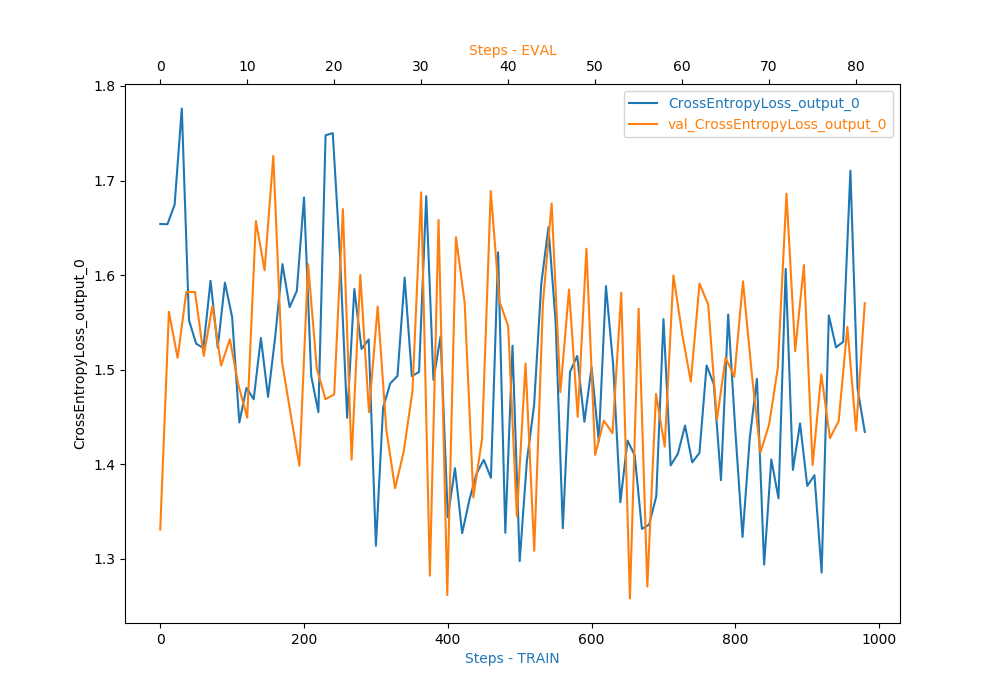 Steps - EVAL
0 10 20 30 40 50 60 70 80
CrossEntropyLoss_output_0
val_CrossEntropyLoss_output_0
1.8
1.7
1.6
1.5
1.4
1.3
CrossEntropyLoss_output_0
0 200 400 600 800 1000
Steps - TRAIN